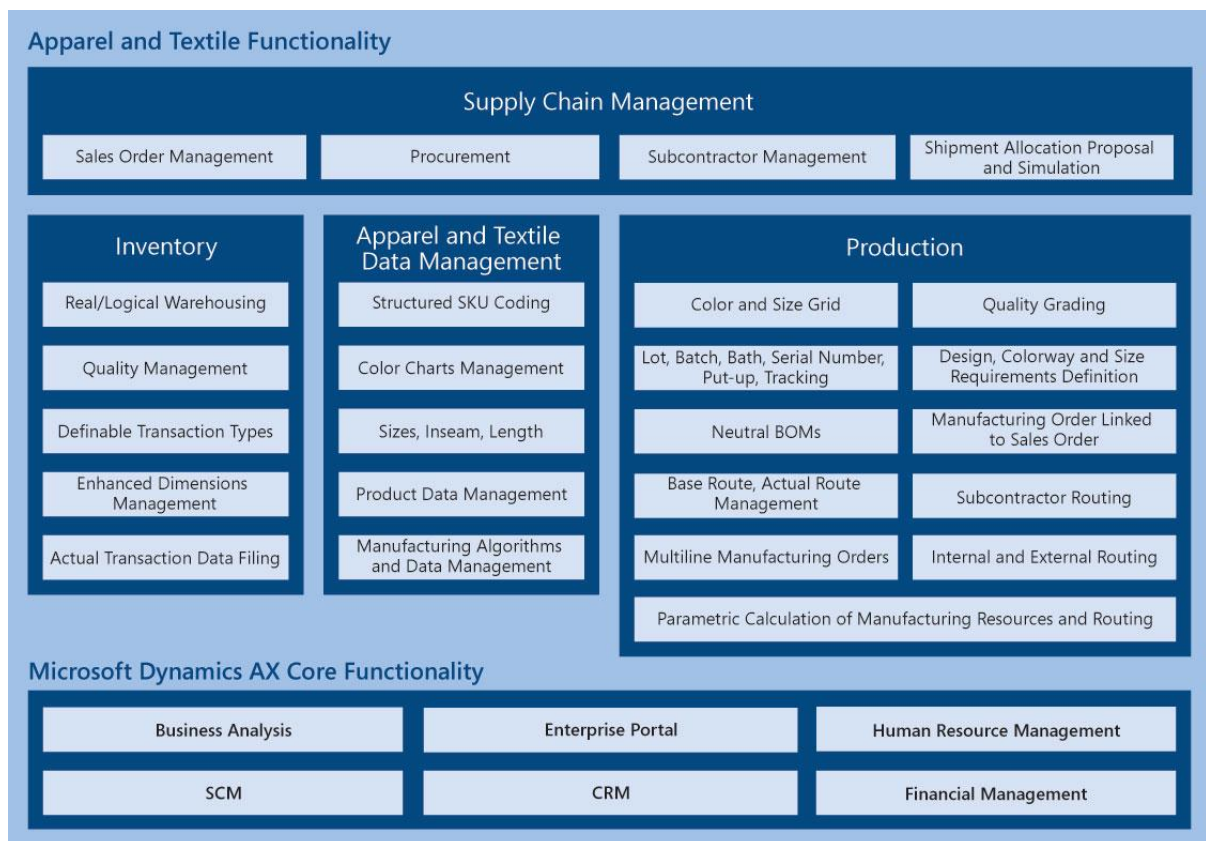 Apparel and Textile Functionality
Supply Chain Management
Sales Order Management
Procurement
Subcontractor Management
Shipment Allocation Proposal
and Simulation
Inventory
Real/Logical Warehousing
Quality Management
Definable Transaction Types
Enhanced Dimensions
Management
Actual Transaction Data Filing
Apparel and Textile
Data Management
Structured SKU Coding
Color Charts Management
Sizes, Inseam, Length
Product Data Management
Manufacturing Algorithms
and Data Management
Production
Color and Size Grid
Quality Grading
Lot, Batch, Bath, Serial Number,
Put-up, Tracking
Design, Colorway and Size
Requirements Definition
Neutral BOMs
Manufacturing Order Linked
to Sales Order
Base Route, Actual Route
Management
Subcontractor Routing
Multiline Manufacturing Orders
Internal and External Routing
Parametric Calculation of Manufacturing Resources and Routing
Microsoft Dynamics AX Core Functionality
Business Analysis
Enterprise Portal
Human Resource Management
SCM
CRM
Financial Management